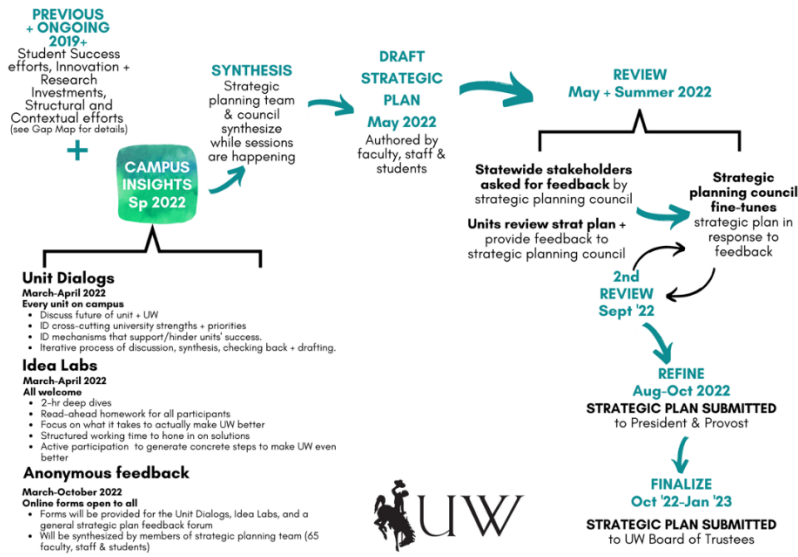 PREVIOUS
+ ONGOING
2019+
Student Success
efforts, Innovation +
Research
Investments,
Structural and
Contextual efforts
(see Gap Map for details)
+
CAMPUS
INSIGHTS
Sp 2022
SYNTHESIS
Strategic
planning team
& council
synthesize
while sessions
are happening
DRAFT
STRATEGIC
PLAN
May 2022
Authored by
faculty, staff &
students
REVIEW
May + Summer 2022
Statewide stakeholders
asked for feedback by
strategic planning council
Units review strat plan +
provide feedback to
strategic planning council
Strategic
planning council
fine-tunes
strategic plan in
response to
feedback
2nd
REVIEW
Sept '22
REFINE
Aug-Oct 2022
STRATEGIC PLAN SUBMITTED
to President & Provost
FINALIZE
Oct '22-Jan '23
STRATEGIC PLAN SUBMITTED
to UW Board of Trustees
Unit Dialogs
March-April 2022
Every unit on campus
• Discuss future of unit + UW
• ID cross-cutting university strengths + priorities
• ID mechanisms that support/hinder units' success.
• Iterative process of discussion, synthesis, checking back + drafting.
Idea Labs
March-April 2022
All welcome
• 2-hr deep dives
• Read-ahead homework for all participants
• Focus on what it takes to actually make UW better
• Structured working time to hone in on solutions
• Active participation to generate concrete steps to make UW even
better
Anonymous feedback
March-October 2022
Online forms open to all
• Forms will be provided for the Unit Dialogs, Idea Labs, and a
general strategic plan feedback forum
• Will be synthesized by members of strategic planning team (65
faculty, staff & students)
UW